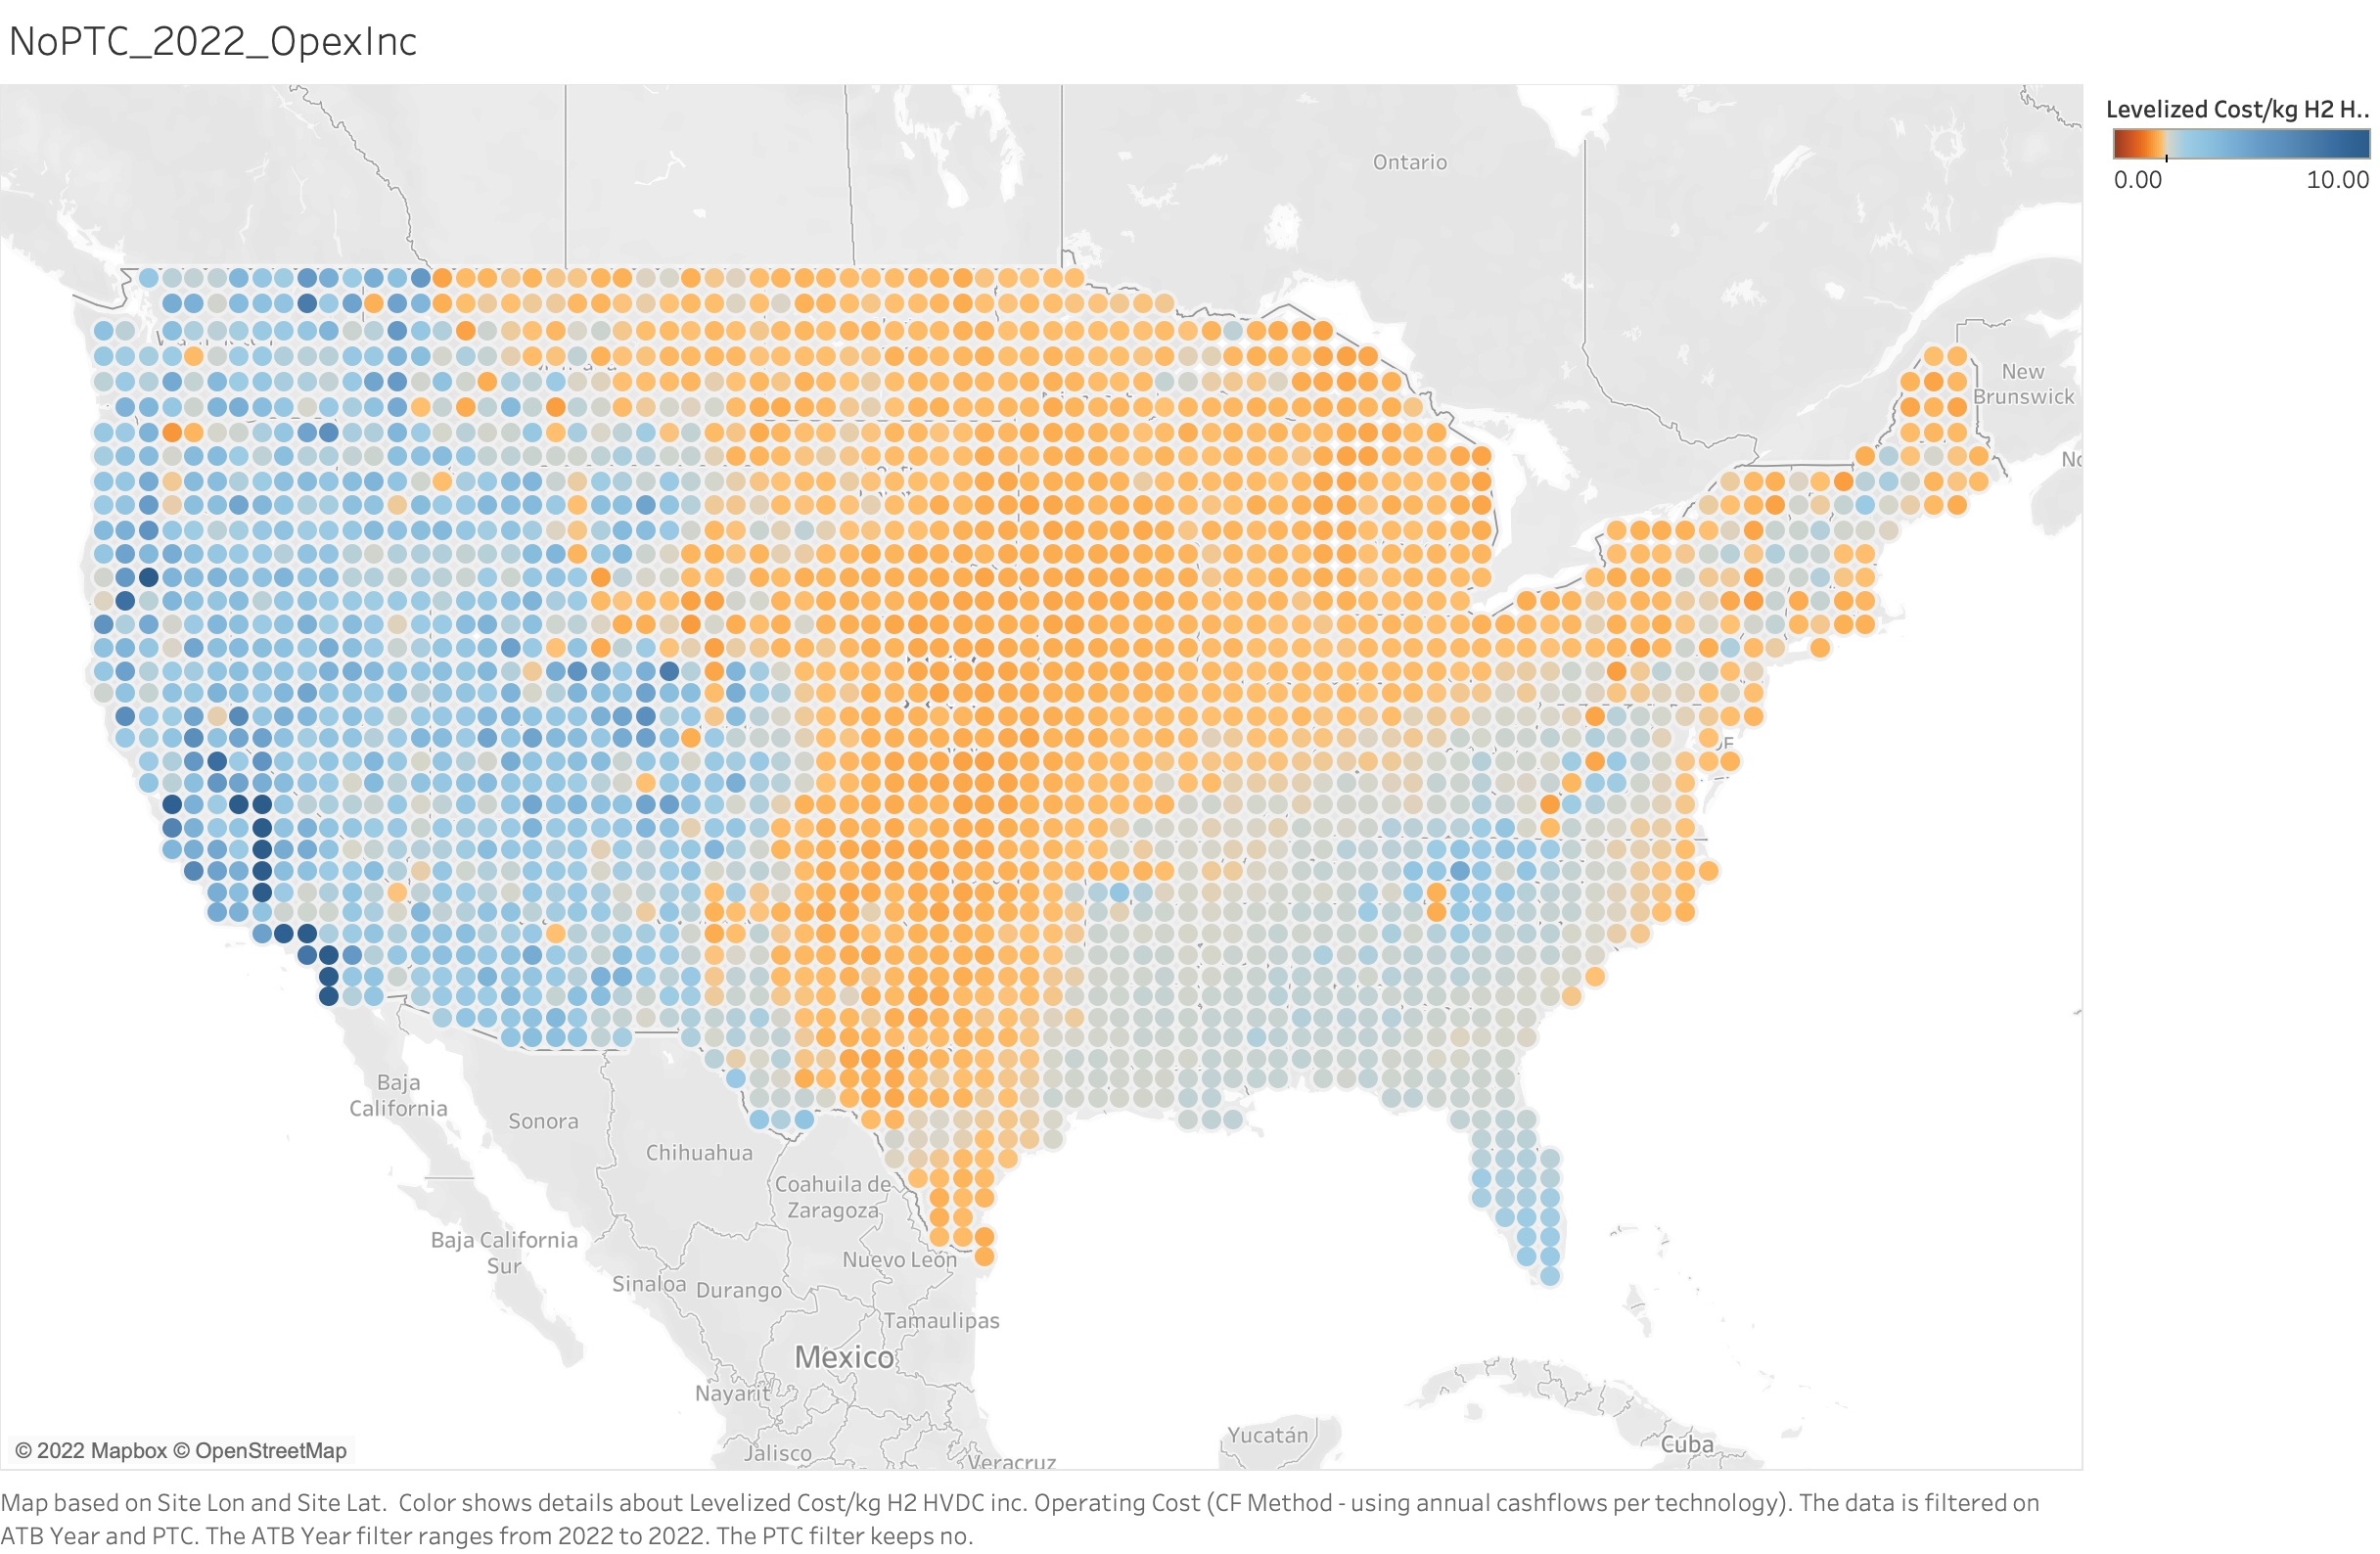 NoPTC_2022_OpexInc
Levelized Cost/kg H2 H..
0.00 10.00
Ontario
New
Brunswick
Baja
California
Sonora
Chihuahua
Coahuila de
Zaragoza
Baja California
Sur
Nuevo León
Sinaloa
Durango
Tamaulipas
Mexico
Nayarit
Yucatán
Cuba
Jalisco
Veracruz
© 2022 Mapbox © OpenStreetMap
Map based on Site Lon and Site Lat. Color shows details about Levelized Cost/kg H2 HVDC inc. Operating Cost (CF Method - using annual cashflows per technology). The data is filtered on
ATB Year and PTC. The ATB Year filter ranges from 2022 to 2022. The PTC filter keeps no.